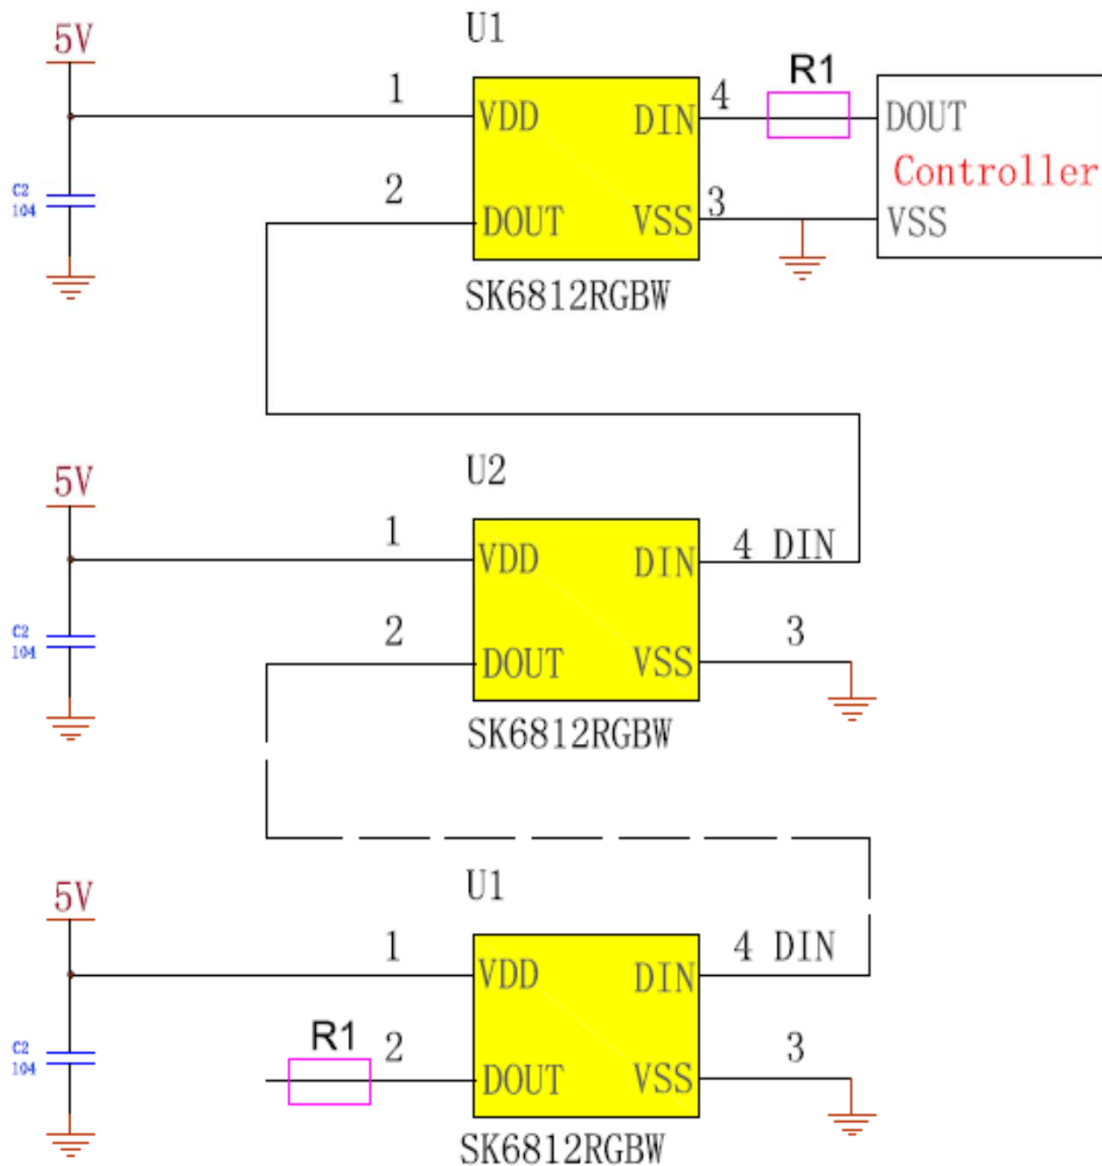 U1
5V
1
VDD
DIN
4
R1
DOUT
Controller
C2
104
2
DOUT
VSS
3
VSS
SK6812RGBW
U2
5V
1
VDD
DIN
4 DIN
C2
104
2
DOUT
VSS
3
SK6812RGBW
U1
5V
1
VDD
DIN
4 DIN
C2
104
R1
2
DOUT
VSS
3
SK6812RGBW